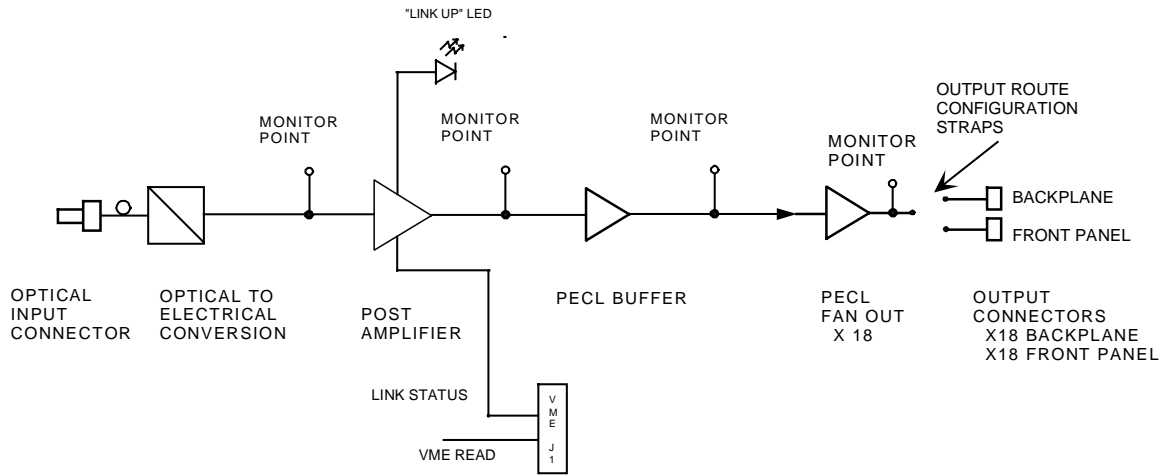 "LINK UP" LED
MONITOR
POINT
MONITOR
POINT
MONITOR
POINT
MONITOR
POINT
OUTPUT ROUTE
CONFIGURATION
STRAPS
BACKPLANE
FRONT PANEL
OPTICAL
INPUT
CONNECTOR
OPTICAL TO
ELECTRICAL
CONVERSION
POST
AMPLIFIER
PECL BUFFER
PECL
FAN OUT
X 18
OUTPUT
CONNECTORS
X18 BACKPLANE
X18 FRONT PANEL
LINK STATUS
VME READ
VME J1